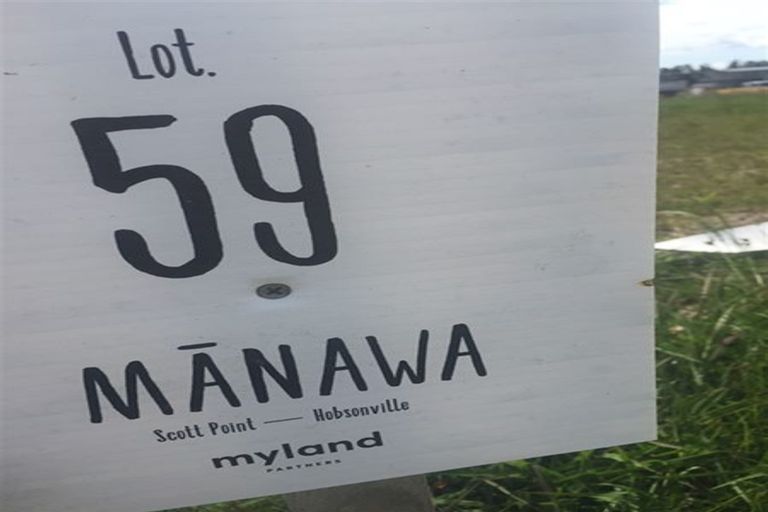 Lot.
59
MĀNAWA
Scott Point — Hobsonville
myland
PARTNERS